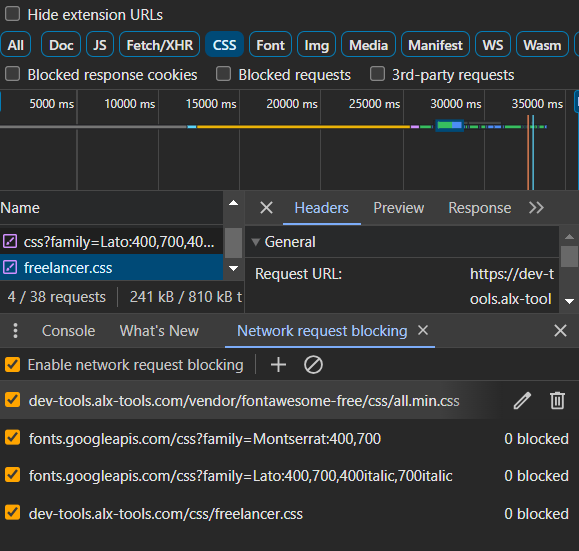 Hide extension URLs
All Doc JS Fetch/XHR CSS Font Img Media Manifest WS Wasm
Blocked response cookies Blocked requests 3rd-party requests
5000 ms 10000 ms 15000 ms 20000 ms 25000 ms 30000 ms 35000 ms
Name Headers Preview Response
css?family=Lato:400,700,40... General
freelancer.css Request URL: https://dev-t
4 / 38 requests 241 kB / 810 kB t ools.alx-tool
Console What's New Network request blocking
Enable network request blocking
dev-tools.alx-tools.com/vendor/fontawesome-free/css/all.min.css
fonts.googleapis.com/css?family=Montserrat:400,700 0 blocked
fonts.googleapis.com/css?family=Lato:400,700,400italic,700italic 0 blocked
dev-tools.alx-tools.com/css/freelancer.css 0 blocked